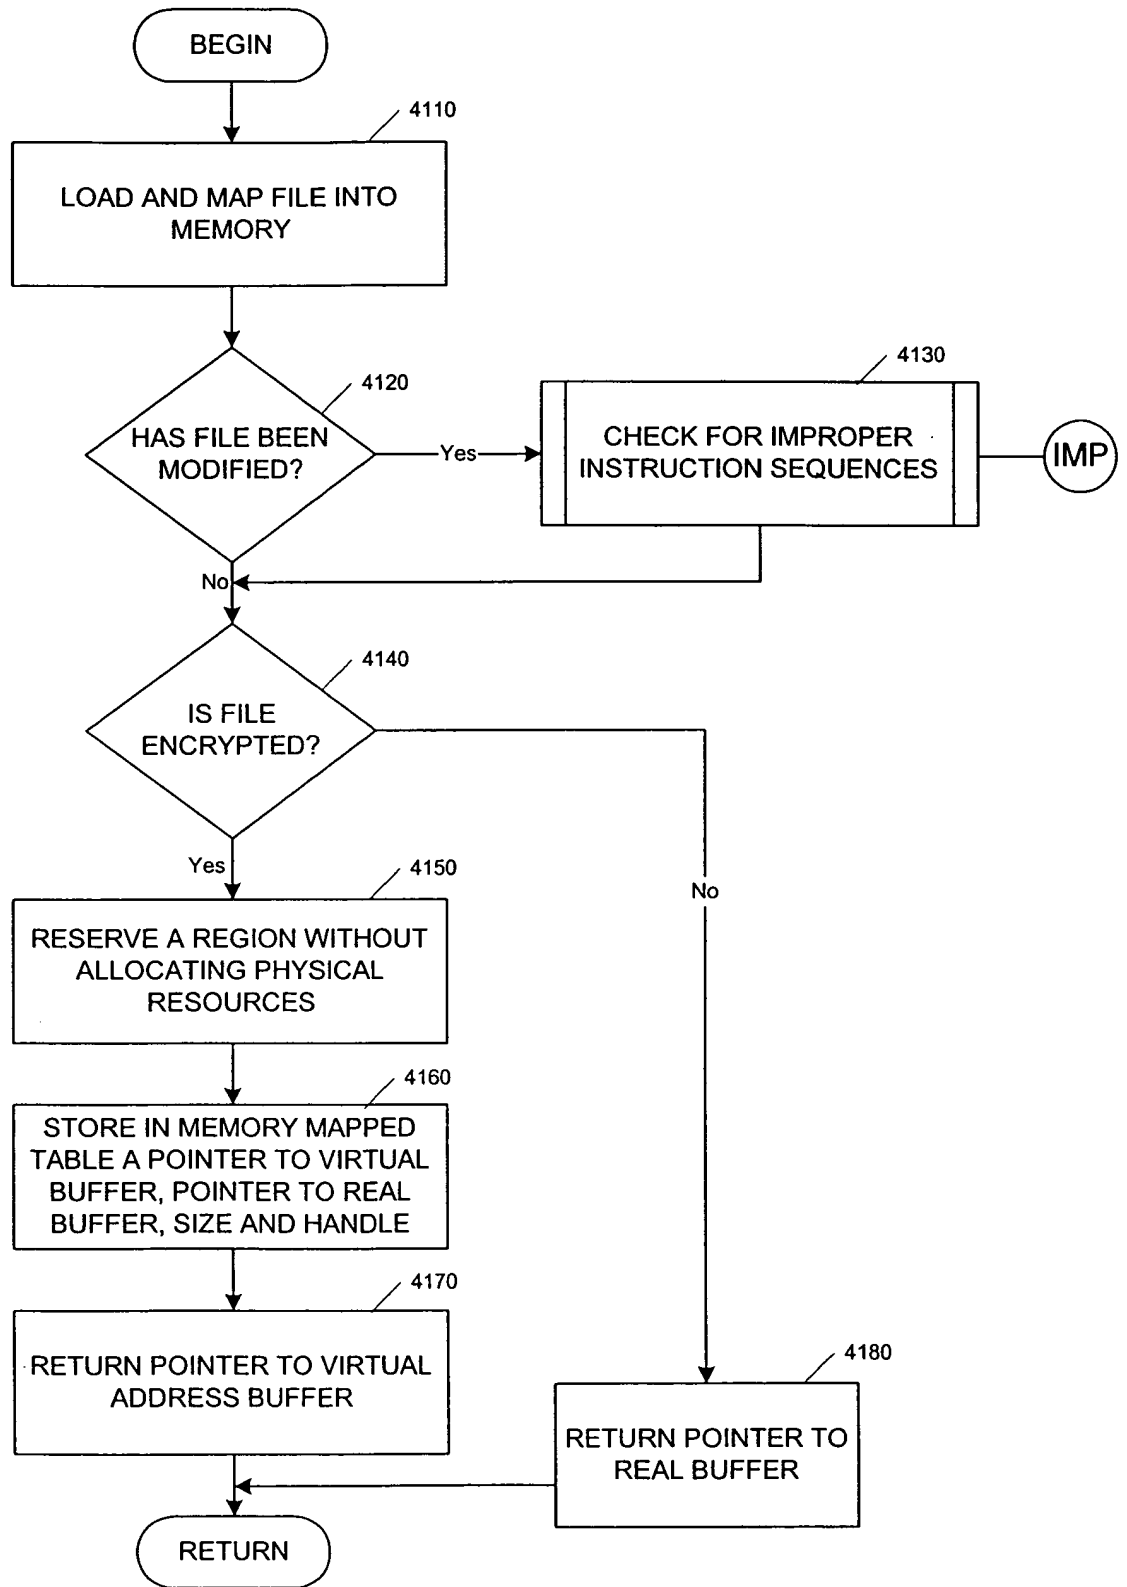 BEGIN
4110
LOAD AND MAP FILE INTO
MEMORY
4120
HAS FILE BEEN
MODIFIED?
Yes
4130
CHECK FOR IMPROPER
INSTRUCTION SEQUENCES
IMP
No
4140
IS FILE
ENCRYPTED?
Yes
No
4150
RESERVE A REGION WITHOUT
ALLOCATING PHYSICAL
RESOURCES
4160
STORE IN MEMORY MAPPED
TABLE A POINTER TO VIRTUAL
BUFFER, POINTER TO REAL
BUFFER, SIZE AND HANDLE
4170
RETURN POINTER TO VIRTUAL
ADDRESS BUFFER
4180
RETURN POINTER TO
REAL BUFFER
RETURN